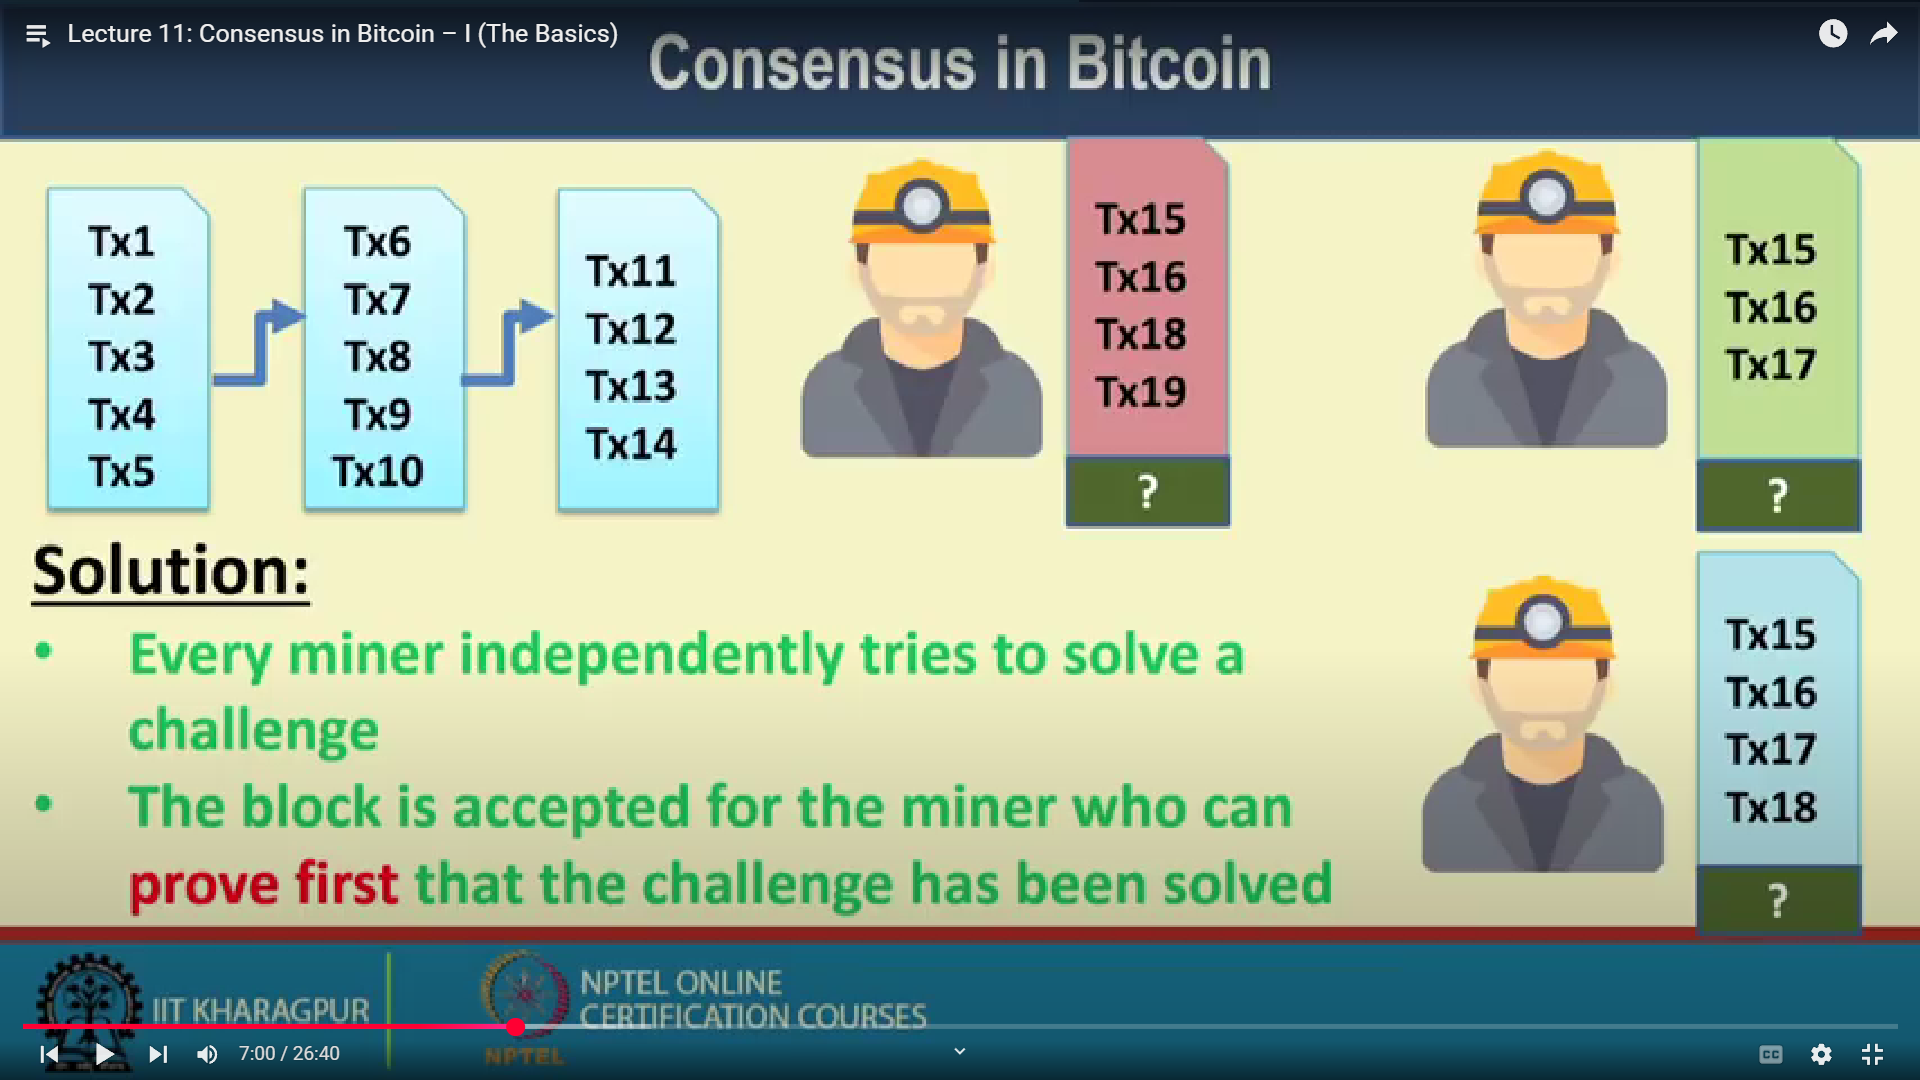 Lecture 11: Consensus in Bitcoin – I (The Basics)
Consensus in Bitcoin
Tx1
Tx2
Tx3
Tx4
Tx5
Tx6
Tx7
Tx8
Tx9
Tx10
Tx11
Tx12
Tx13
Tx14
Tx15
Tx16
Tx18
Tx19
?
Tx15
Tx16
Tx17
?
Solution:
• Every miner independently tries to solve a
challenge
• The block is accepted for the miner who can
prove first that the challenge has been solved
Tx15
Tx16
Tx17
Tx18
?
IIT KHARAGPUR
NPTEL
NPTEL ONLINE
CERTIFICATION COURSES
7:00 / 26:40
CC